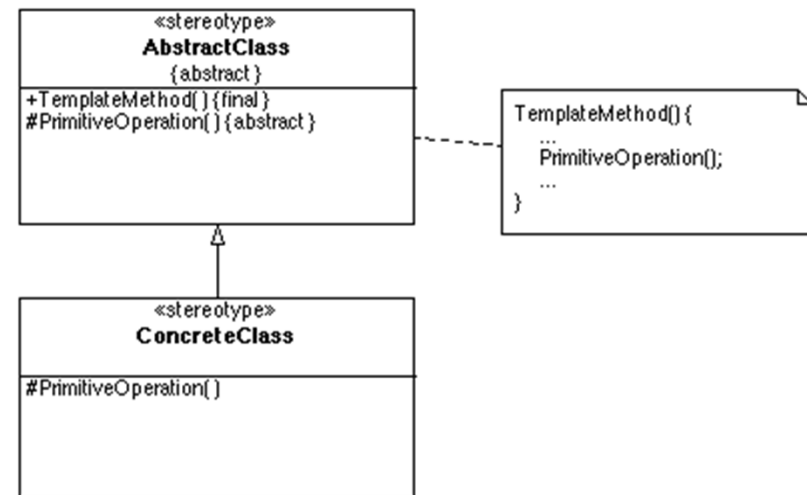 «stereotype»
AbstractClass
{abstract}
+TemplateMethod(){final}
#PrimitiveOperation(){abstract}
TemplateMethod(){
...
PrimitiveOperation();
...
}
«stereotype»
ConcreteClass
#PrimitiveOperation()